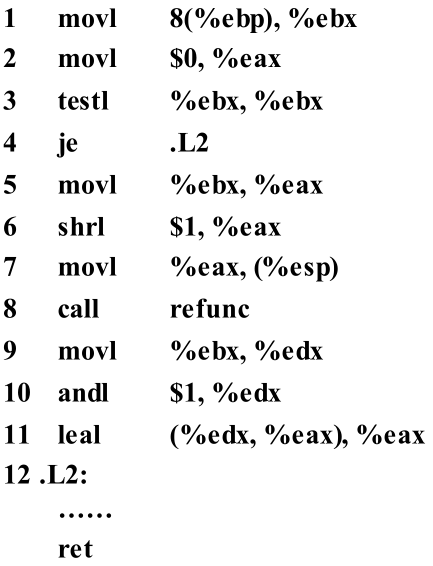 1 movl 8(%ebp), %ebx
2 movl $0, %eax
3 testl %ebx, %ebx
4 je .L2
5 movl %ebx, %eax
6 shrl $1, %eax
7 movl %eax, (%esp)
8 call refunc
9 movl %ebx, %edx
10 andl $1, %edx
11 leal (%edx, %eax), %eax
12 .L2:
……
ret